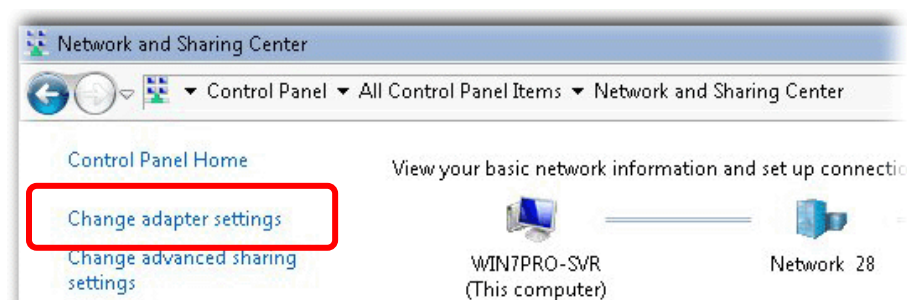 Network and Sharing Center
Control Panel ▾ All Control Panel Items ▾ Network and Sharing Center
Control Panel Home
View your basic network information and set up
Change adapter settings
Change advanced sharing
settings
WIN7PRO-SVR
(This computer)
Network 28